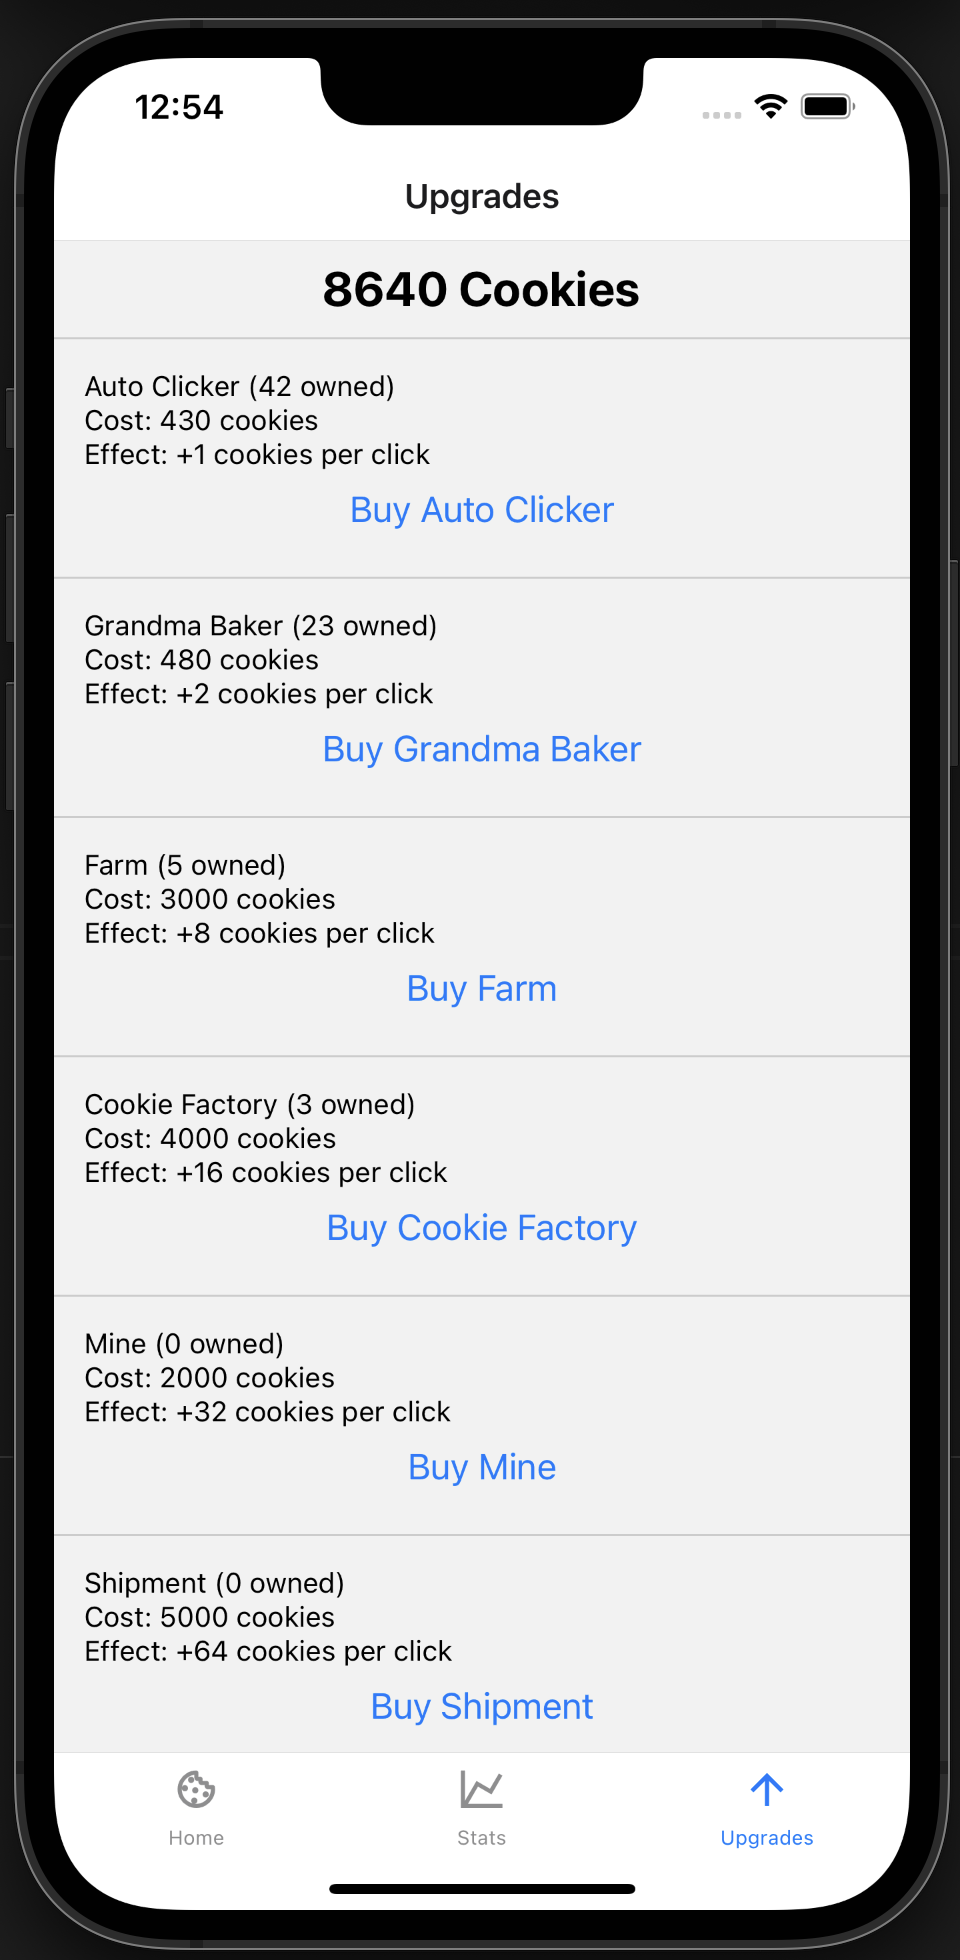 12:54
Upgrades
8640 Cookies
Auto Clicker (42 owned)
Cost: 430 cookies
Effect: +1 cookies per click
Buy Auto Clicker
Grandma Baker (23 owned)
Cost: 480 cookies
Effect: +2 cookies per click
Buy Grandma Baker
Farm (5 owned)
Cost: 3000 cookies
Effect: +8 cookies per click
Buy Farm
Cookie Factory (3 owned)
Cost: 4000 cookies
Effect: +16 cookies per click
Buy Cookie Factory
Mine (0 owned)
Cost: 2000 cookies
Effect: +32 cookies per click
Buy Mine
Shipment (0 owned)
Cost: 5000 cookies
Effect: +64 cookies per click
Buy Shipment
Home Stats Upgrades